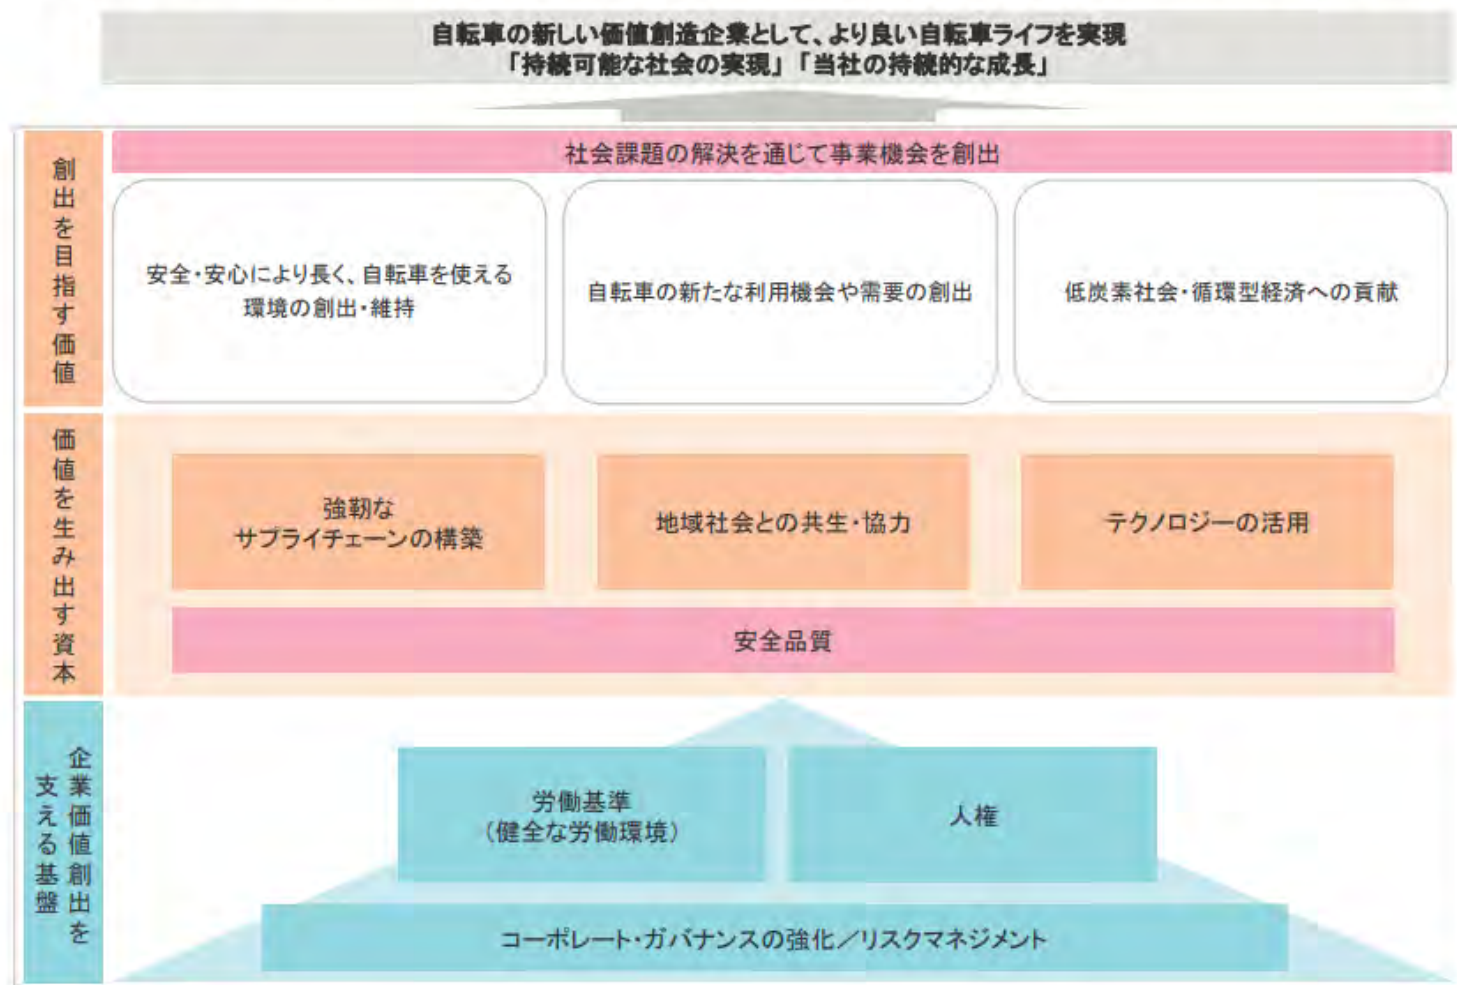 自転車の新しい価値創造企業として、より良い自転車ライフを実現
「持続可能な社会の実現」「当社の持続的な成長」
創出を目指す価値
社会課題の解決を通じて事業機会を創出
安全・安心により長く、自転車を使える
環境の創出・維持
自転車の新たな利用機会や需要の創出
低炭素社会・循環型経済への貢献
価値を生み出す資本
強靭な
サプライチェーンの構築
地域社会との共生・協力
テクノロジーの活用
安全品質
企業価値創出を
支える基盤
労働基準
（健全な労働環境）
人権
コーポレート・ガバナンスの強化／リスクマネジメント